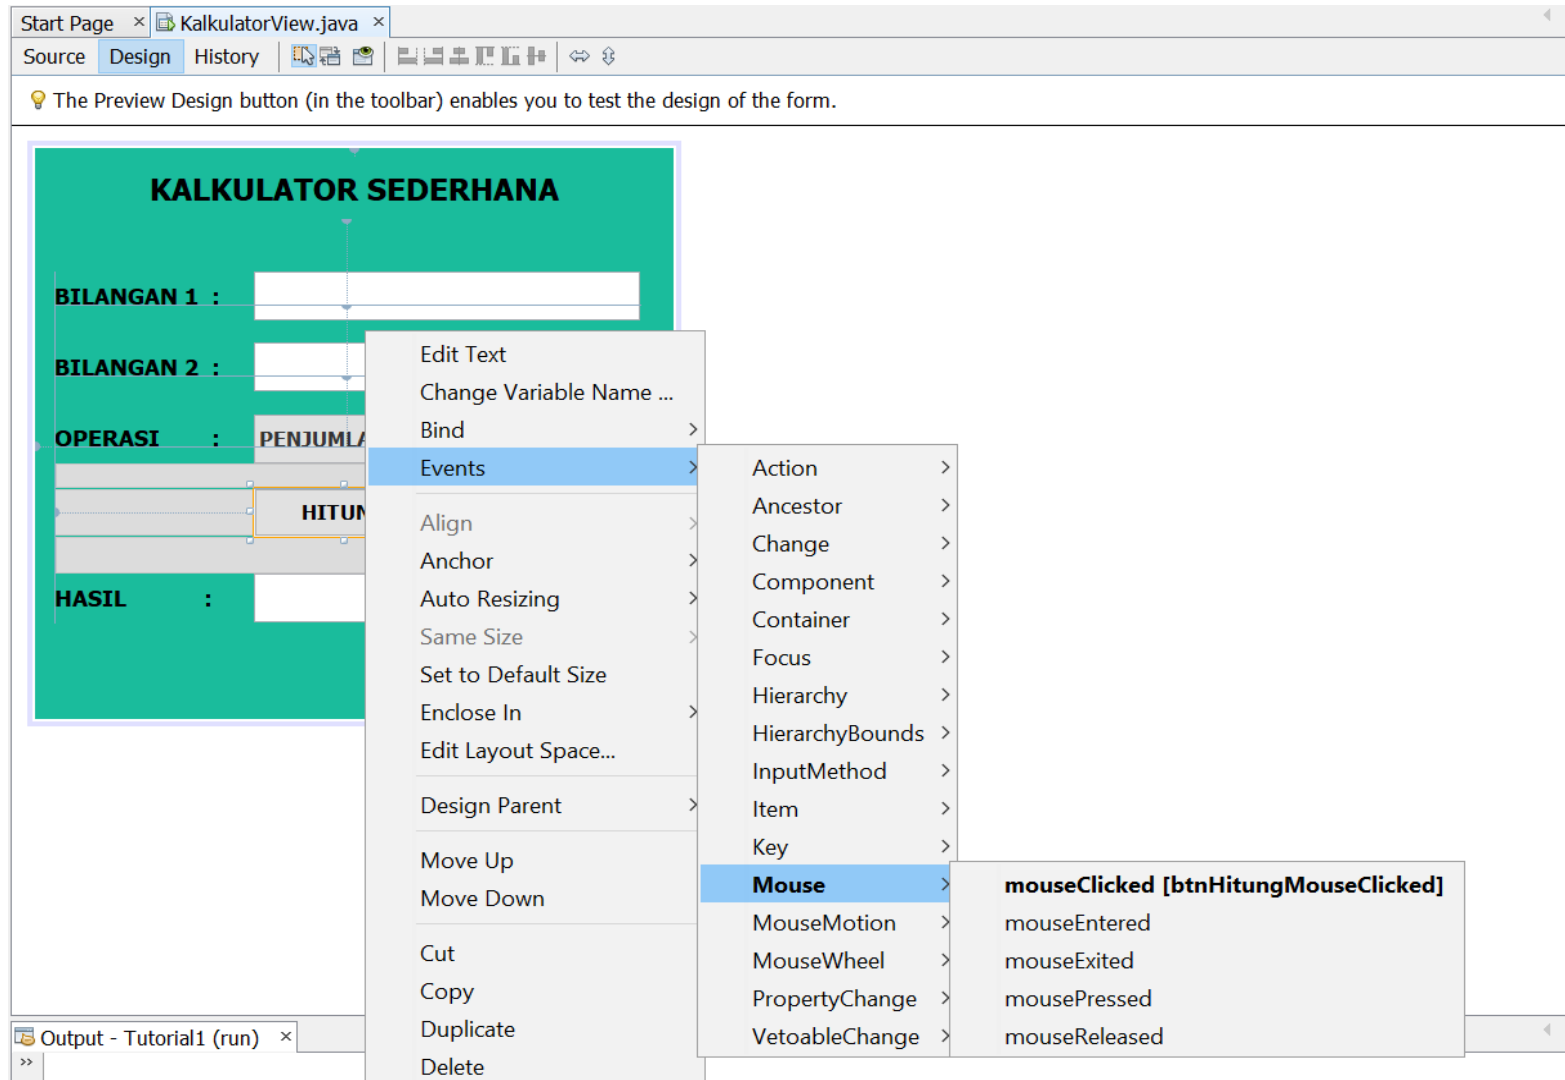 Start Page
KalkulatorView.java
Source Design History
The Preview Design button (in the toolbar) enables you to test the design of the form.
KALKULATOR SEDERHANA
BILANGAN 1 :
BILANGAN 2 :
OPERASI :
PENJUMLA
HITUN
HASIL :
Edit Text
Change Variable Name ...
Bind
Events
Align
Anchor
Auto Resizing
Same Size
Set to Default Size
Enclose In
Edit Layout Space...
Design Parent
Move Up
Move Down
Cut
Copy
Duplicate
Delete
Action
Ancestor
Change
Component
Container
Focus
Hierarchy
HierarchyBounds
InputMethod
Item
Key
Mouse
MouseMotion
MouseWheel
PropertyChange
VetoableChange
mouseClicked [btnHitungMouseClicked]
mouseEntered
mouseExited
mousePressed
mouseReleased
Output - Tutorial1 (run)